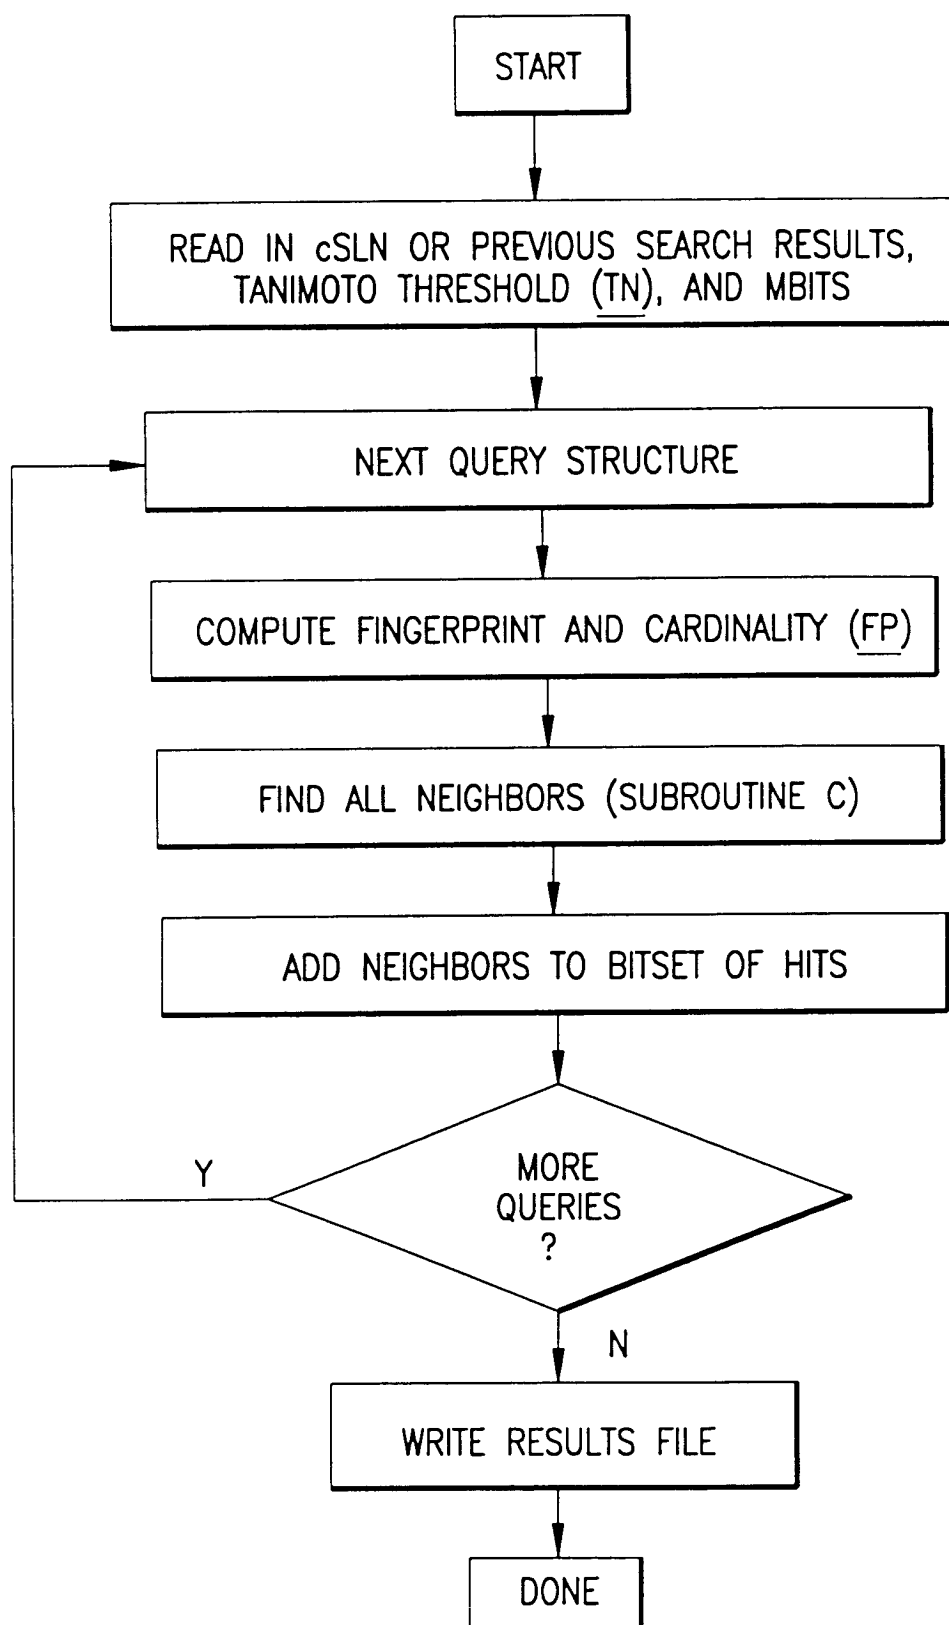 START
READ IN cSLN OR PREVIOUS SEARCH RESULTS,
TANIMOTO THRESHOLD (TN), AND MBITS
NEXT QUERY STRUCTURE
COMPUTE FINGERPRINT AND CARDINALITY (FP)
FIND ALL NEIGHBORS (SUBROUTINE C)
ADD NEIGHBORS TO BITSET OF HITS
Y
MORE
QUERIES
?
N
WRITE RESULTS FILE
DONE